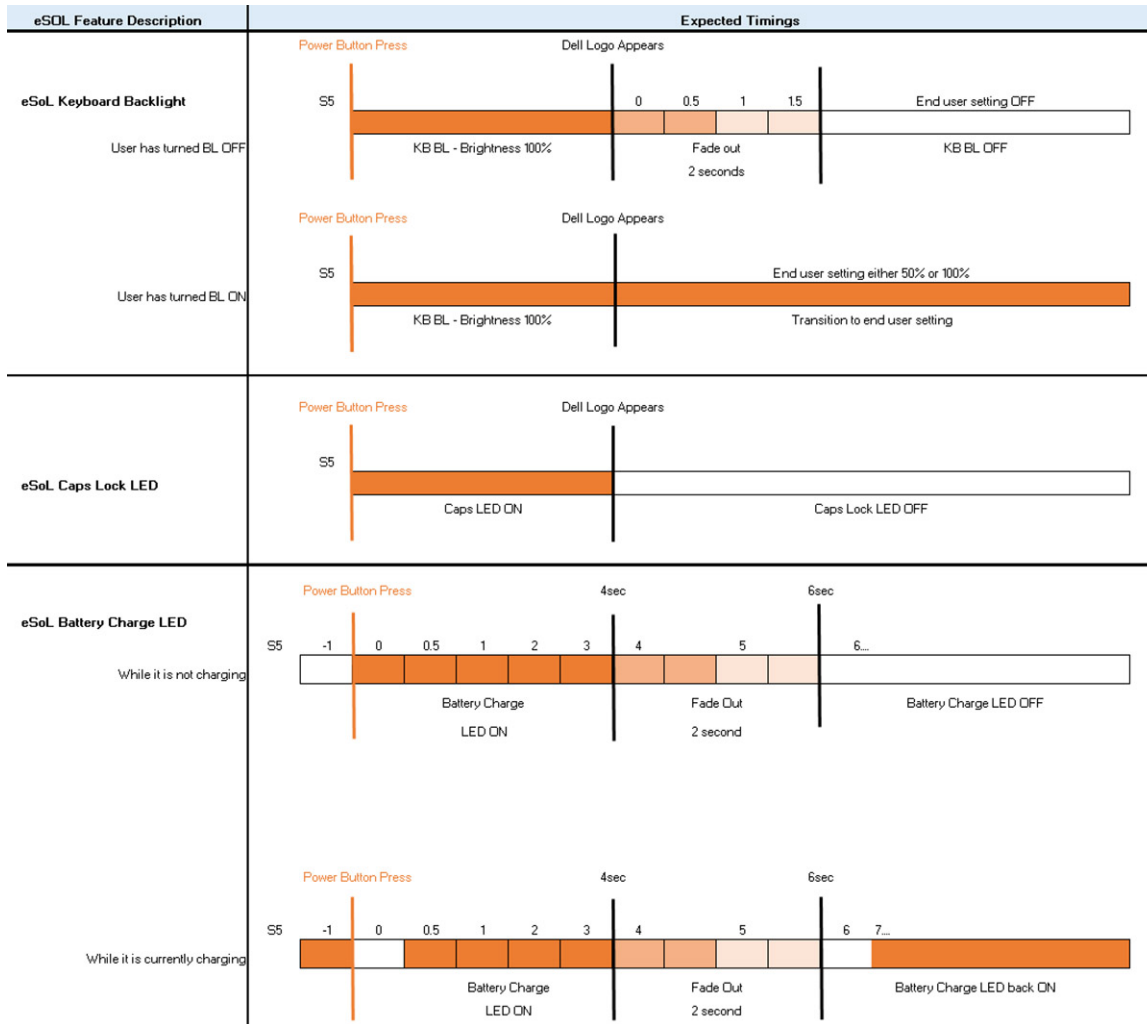 eSOL Feature Description
Expected Timings
Power Button Press
Dell Logo Appears
eSoL Keyboard Backlight
S5
0 0.5 1 1.5
End user setting OFF
User has turned BL OFF
KB BL - Brightness 100%
Fade out
KB BL OFF
2 seconds
Power Button Press
Dell Logo Appears
S5
End user setting either 50% or 100%
User has turned BL ON
KB BL - Brightness 100%
Transition to end user setting
Power Button Press
Dell Logo Appears
S5
eSoL Caps Lock LED
Caps LED ON
Caps Lock LED OFF
Power Button Press
4sec
6sec
eSoL Battery Charge LED
S5 -1 0 0.5 1 2 3 4 5 6...
While it is not charging
Battery Charge
Fade Out
Battery Charge LED OFF
LED ON
2 second
Power Button Press
4sec
6sec
S5 -1 0 0.5 1 2 3 4 5 6 7...
While it is currently charging
Battery Charge
Fade Out
Battery Charge LED back ON
LED ON
2 second